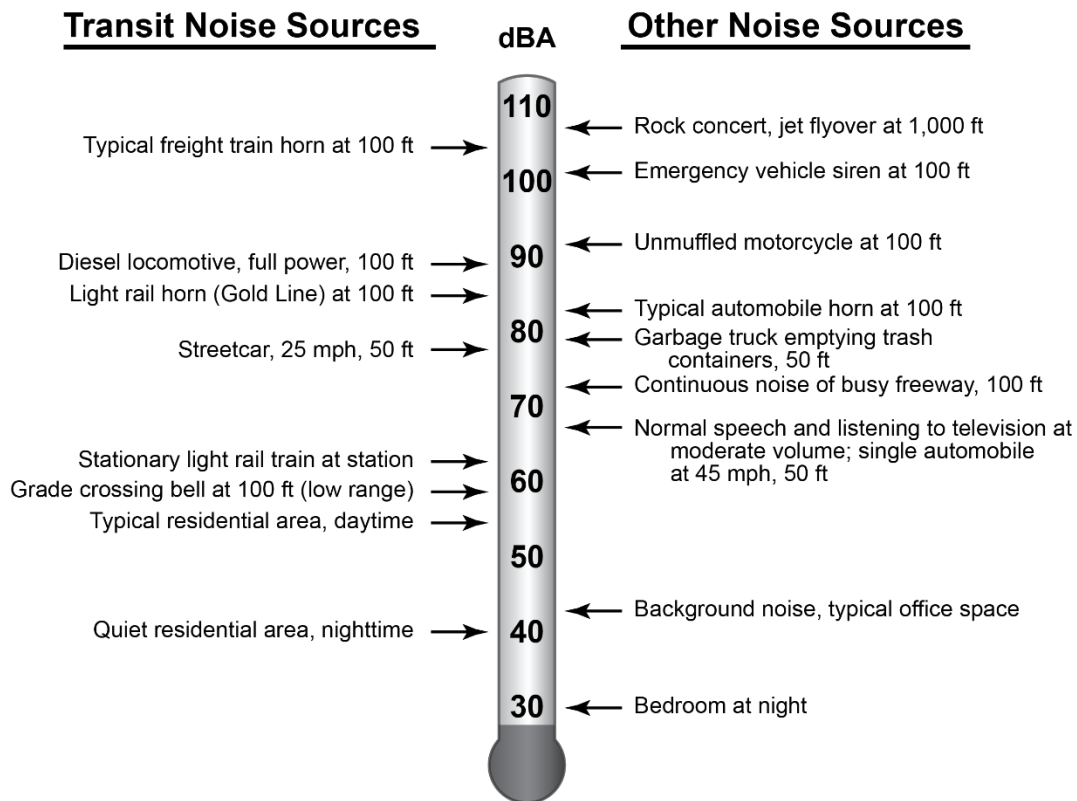 Transit Noise Sources
dBA
Other Noise Sources
110
Rock concert, jet flyover at 1,000 ft
Typical freight train horn at 100 ft
Emergency vehicle siren at 100 ft
100
Unmuffled motorcycle at 100 ft
90
Diesel locomotive, full power, 100 ft
Light rail horn (Gold Line) at 100 ft
Typical automobile horn at 100 ft
80
Garbage truck emptying trash
containers, 50 ft
Streetcar, 25 mph, 50 ft
Continuous noise of busy freeway, 100 ft
70
Normal speech and listening to television at
moderate volume; single automobile
at 45 mph, 50 ft
Stationary light rail train at station
60
Grade crossing bell at 100 ft (low range)
Typical residential area, daytime
50
Background noise, typical office space
Quiet residential area, nighttime
40
30
Bedroom at night